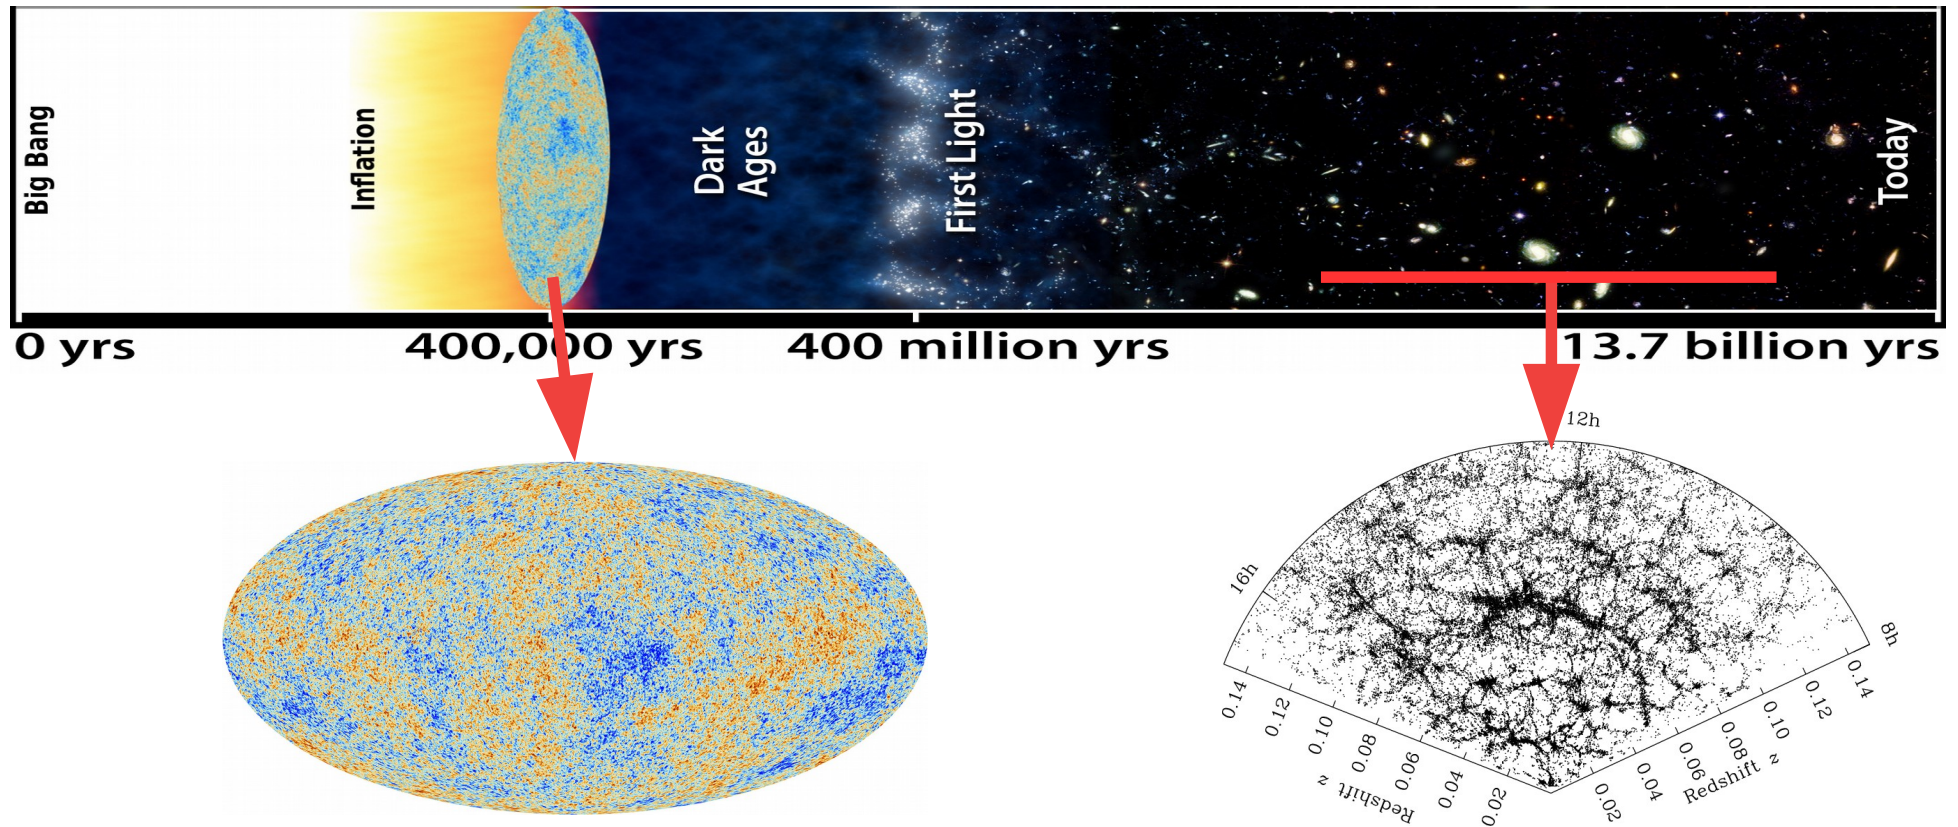 Big Bang
Inflation
Dark
Ages
First Light
Today
0 yrs
400,000 yrs
400 million yrs
13.7 billion yrs
12h
16h
8h
0.14
0.12
0.10
0.08
0.06
0.04
0.02
Redshift z
0.02
0.04
0.06
0.08
0.10
0.12
0.14
Redshift z